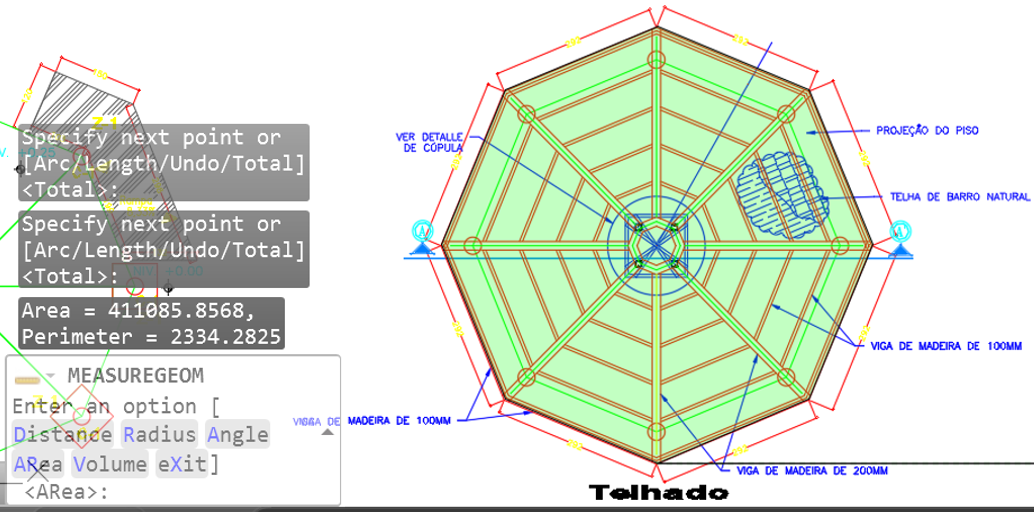 Specify next point or
[Arc/Length/Undo/Total]
<Total>:
Specify next point or
[Arc/Length/Undo/Total]
<Total>:
Area = 411085.8568,
Perimeter = 2334.2825
MEASUREGEOM
Enter an option [
Distance Radius Angle
ARea Volume eXit]
<ARea>:
VER DETALLE
DE CÚPULA
PROJEÇÃO DO PISO
TELHA DE BARRO NATURAL
VIGA DE MADEIRA DE 100MM
DE MADEIRA DE 100MM
VIGA DE MADEIRA DE 200MM
Telhado